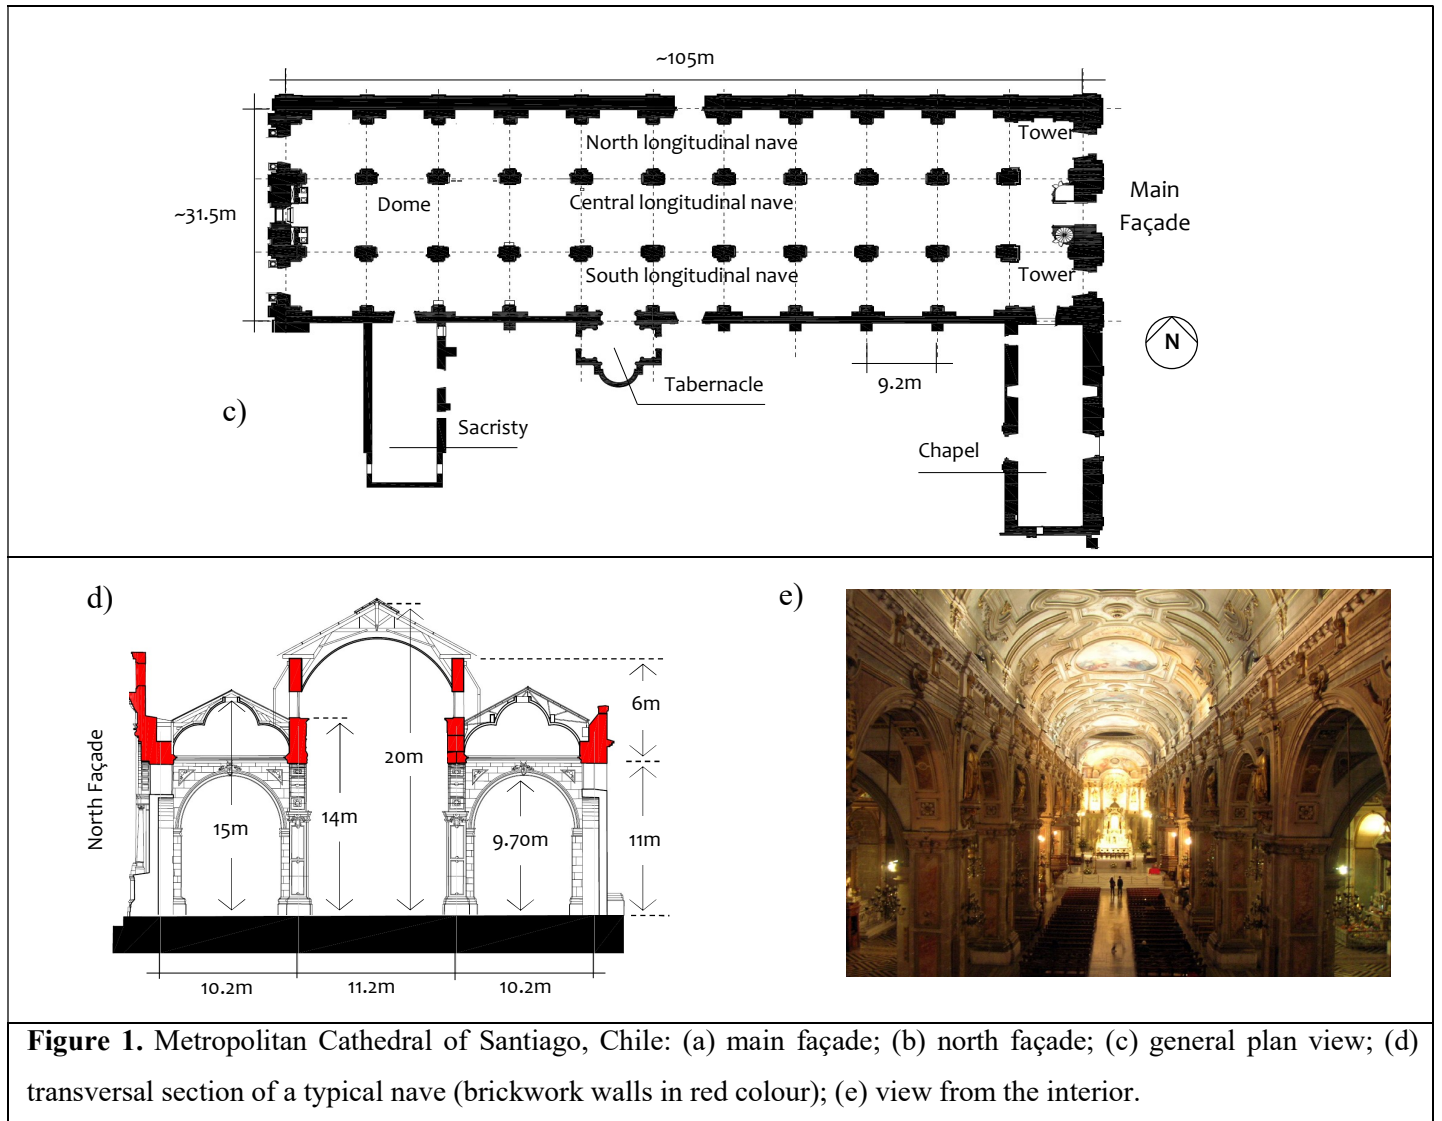 ~105m
North longitudinal nave
Tower
Dome
Central longitudinal nave
Main
Façade
~31.5m
South longitudinal nave
Tower
N
9.2m
Tabernacle
c)
Sacristy
Chapel
d)
e)
North Façade
6m
20m
15m
14m
9.70m
11m
10.2m
11.2m
10.2m
Figure 1. Metropolitan Cathedral of Santiago, Chile: (a) main façade; (b) north façade; (c) general plan view; (d)
transversal section of a typical nave (brickwork walls in red colour); (e) view from the interior.